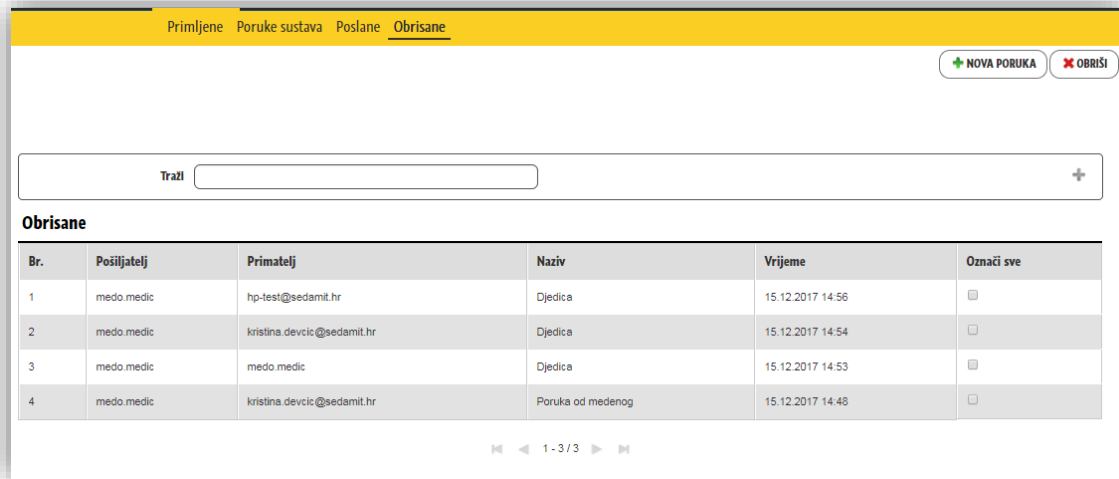 Primljene Poruke sustava Poslane Obrisane
NOVA PORUKA OBRIŠI
Traži
Obrisane
Br. Pošiljatelj Primatelj Naziv Vrijeme Označi sve
1 medo.medic hp-test@sedamit.hr Djedica 15.12.2017 14:56
2 medo.medic kristina.devcic@sedamit.hr Djedica 15.12.2017 14:54
3 medo.medic medo.medic Djedica 15.12.2017 14:53
4 medo.medic kristina.devcic@sedamit.hr Poruka od medenog 15.12.2017 14:48
1 - 3 / 3